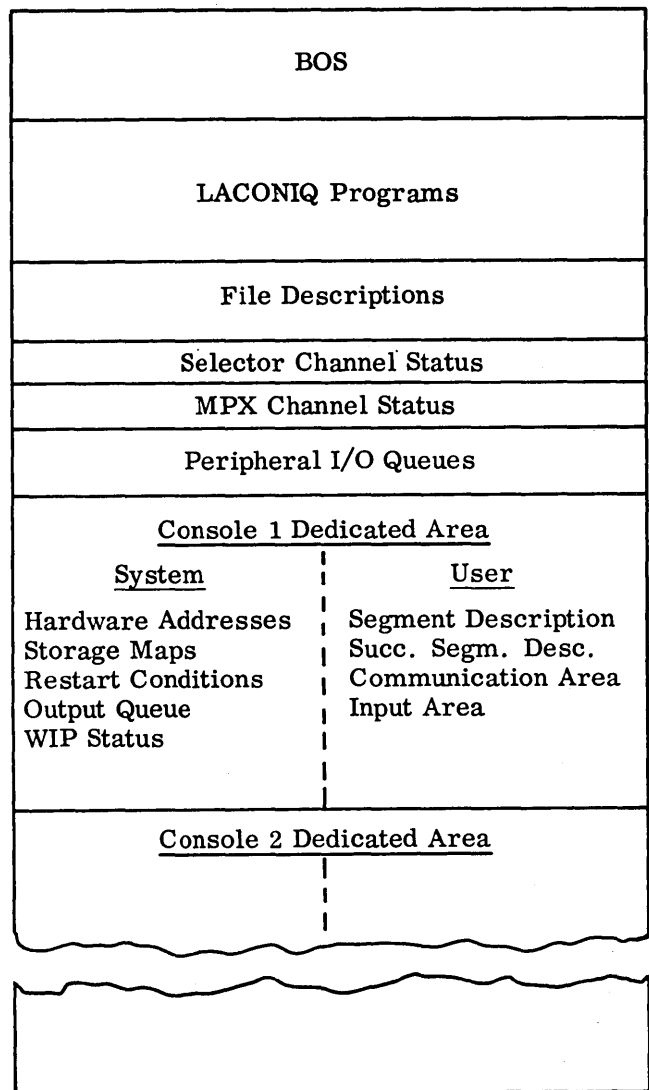 BOS
LACONIQ Programs
File Descriptions
Selector Channel Status
MPX Channel Status
Peripheral I/O Queues
Console 1 Dedicated Area
System
Hardware Addresses
Storage Maps
Restart Conditions
Output Queue
WIP Status
User
Segment Description
Succ. Segm. Desc.
Communication Area
Input Area
Console 2 Dedicated Area